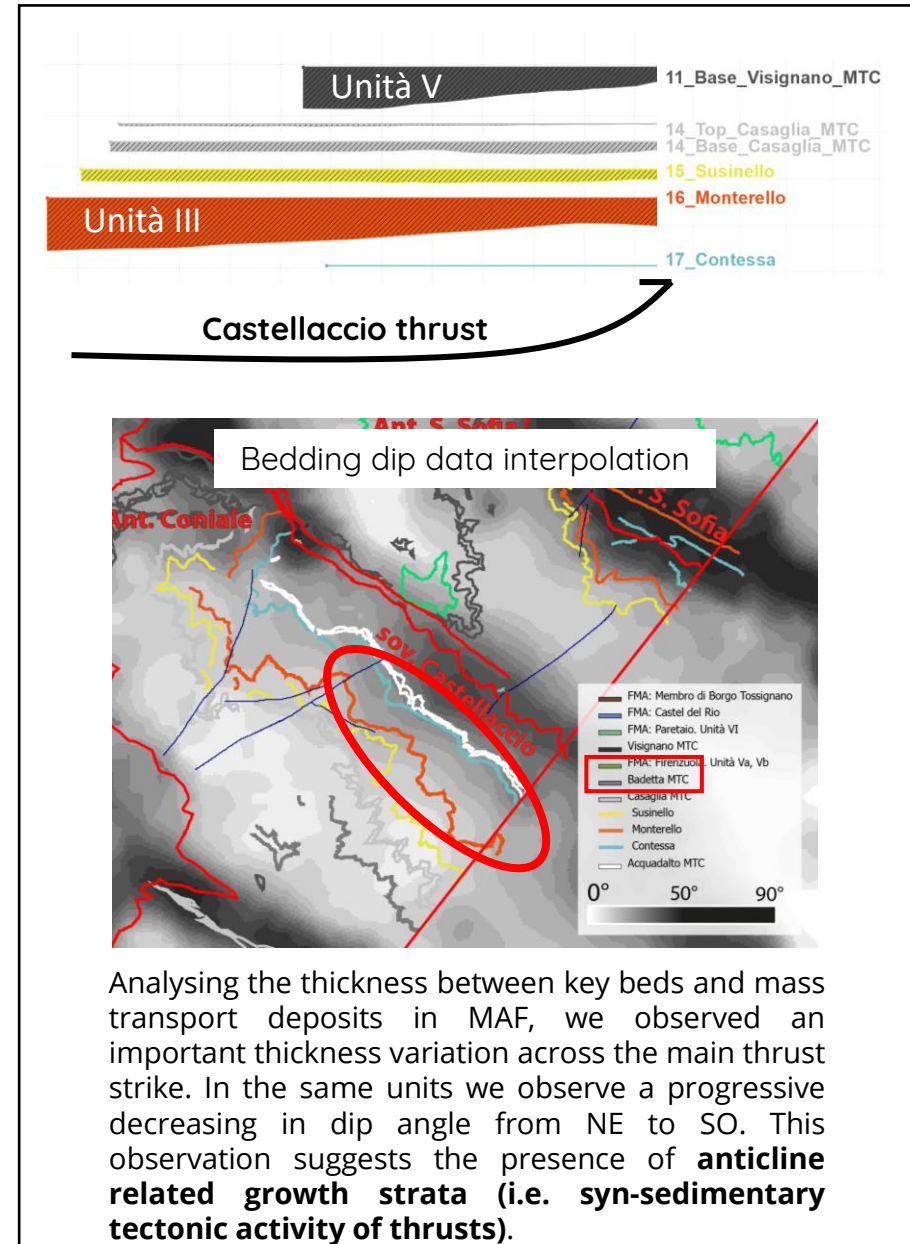 Unità V
11_Base_Visignano_MTC
14_Top_Casaglia_MTC
14_Base_Casaglia_MTC
15_Susinello
16_Monterello
Unità III
17_Contessa
Castellaccio thrust
Ant. S. Sofia
Bedding dip data interpolation
Ant. Coniale
S. Sofia
sov. Castellaccio
FMA: Membro di Borgo Tossignano
FMA: Castel del Rio
FMA: Paretaio. Unità VI
Visignano MTC
FMA: Firenzuola. Unità Va, Vb
Badetta MTC
Casaglia MTC
Susinello
Monterello
Contessa
Acquadalto MTC
0° 50° 90°
Analysing the thickness between key beds and mass
transport deposits in MAF, we observed an
important thickness variation across the main thrust
strike. In the same units we observe a progressive
decreasing in dip angle from NE to SO. This
observation suggests the presence of anticline
related growth strata (i.e. syn-sedimentary
tectonic activity of thrusts).